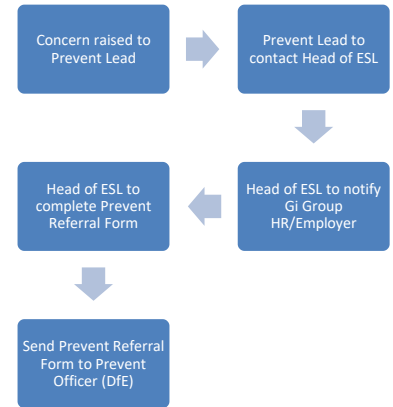 Concern raised to
Prevent Lead
Prevent Lead to
contact Head of ESL
Head of ESL to notify
Gi Group
HR/Employer
Head of ESL to
complete Prevent
Referral Form
Send Prevent Referral
Form to Prevent
Officer (DfE)